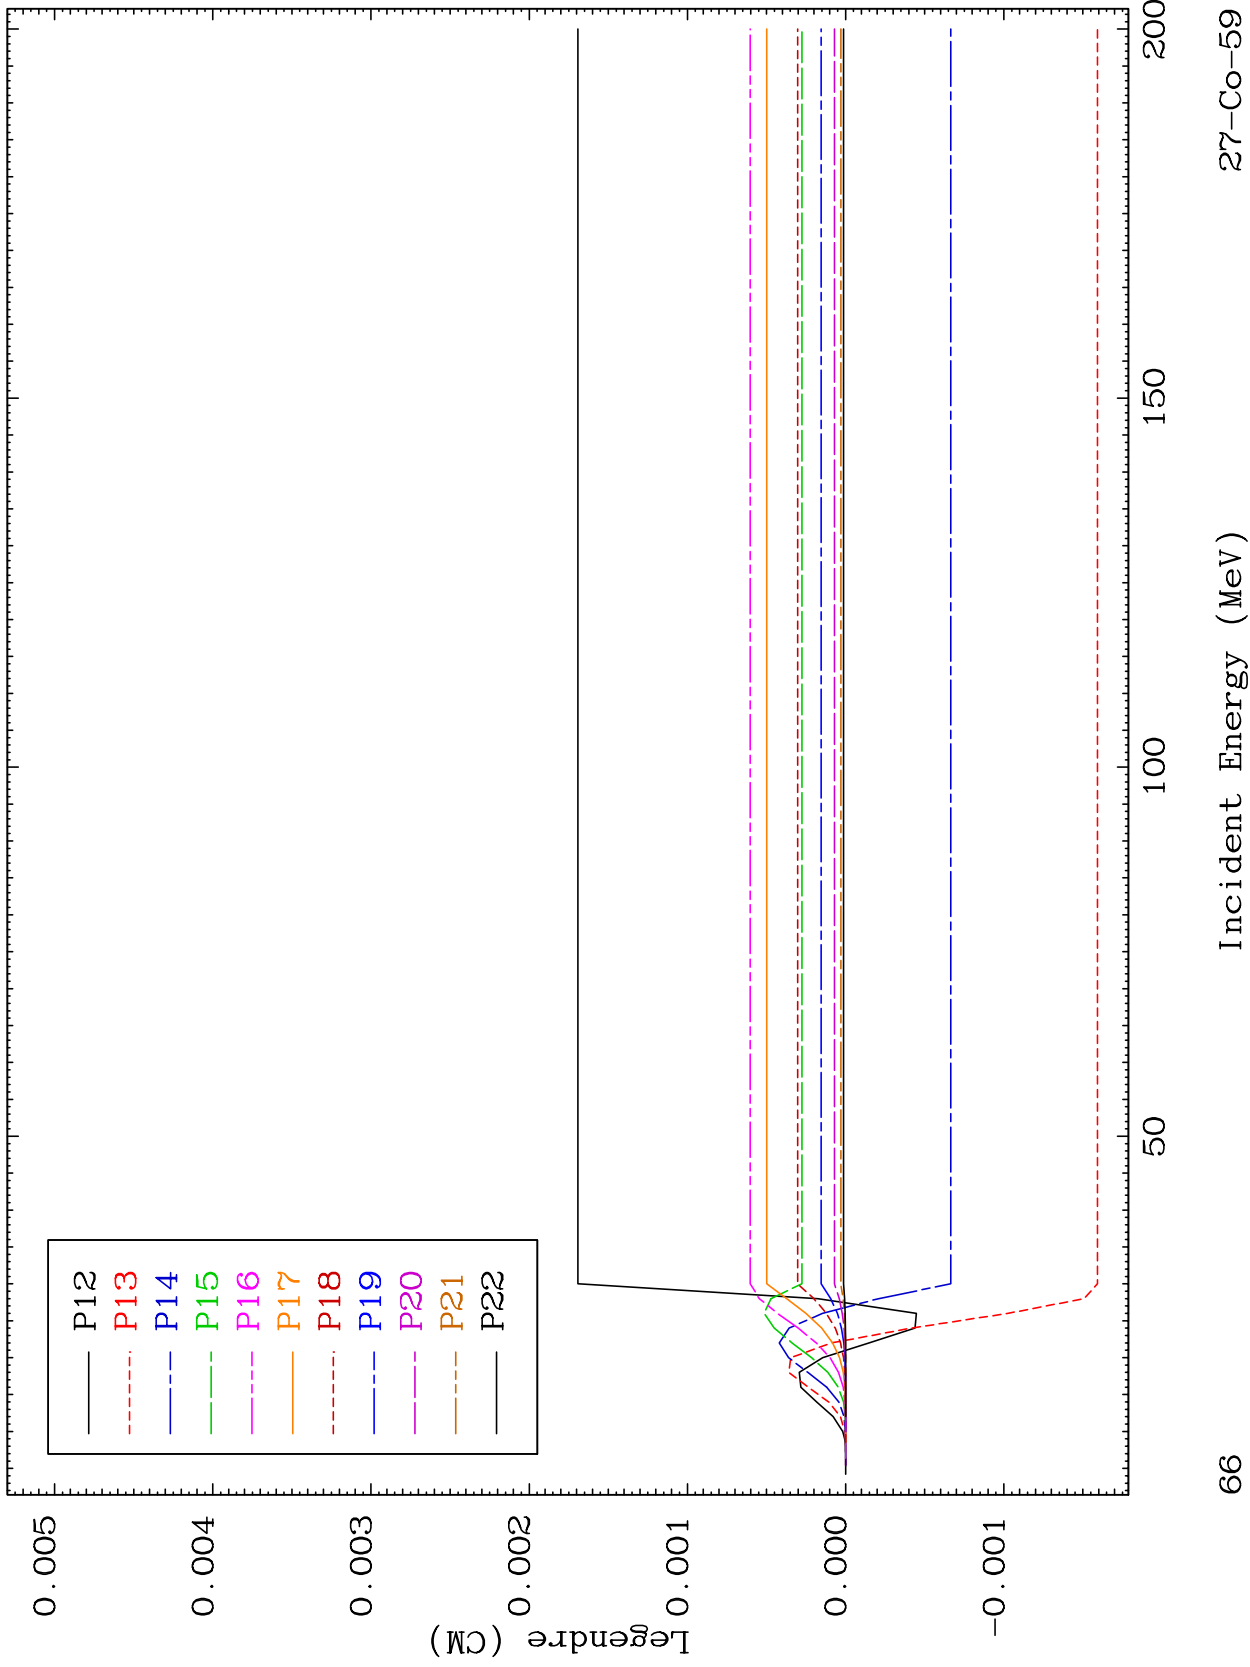 P12
P13
P14
P15
P16
P17
P18
P19
P20
P21
P22
0.005
0.004
0.003
0.002
0.001
0.000
-0.001
Legendre (CM)
50
100
150
200
Incident Energy (MeV)
66
27-Co-59